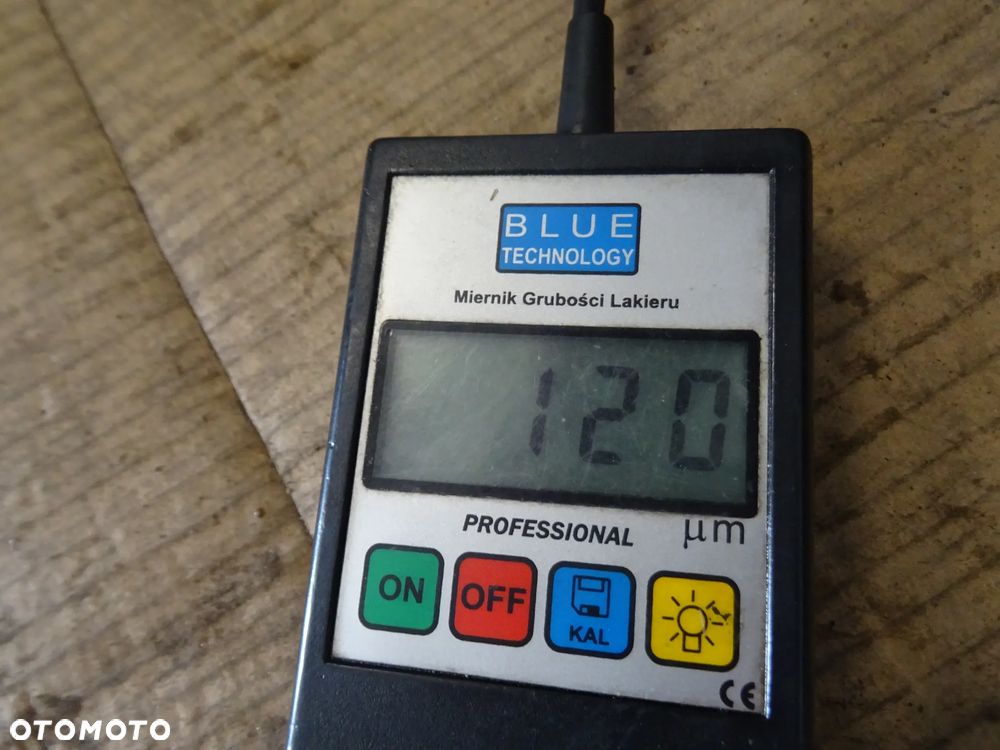 BLUE
TECHNOLOGY
Miernik Grubości Lakieru
120
PROFESSIONAL
μm
ON
OFF
KAL
CE
OTOMOTO